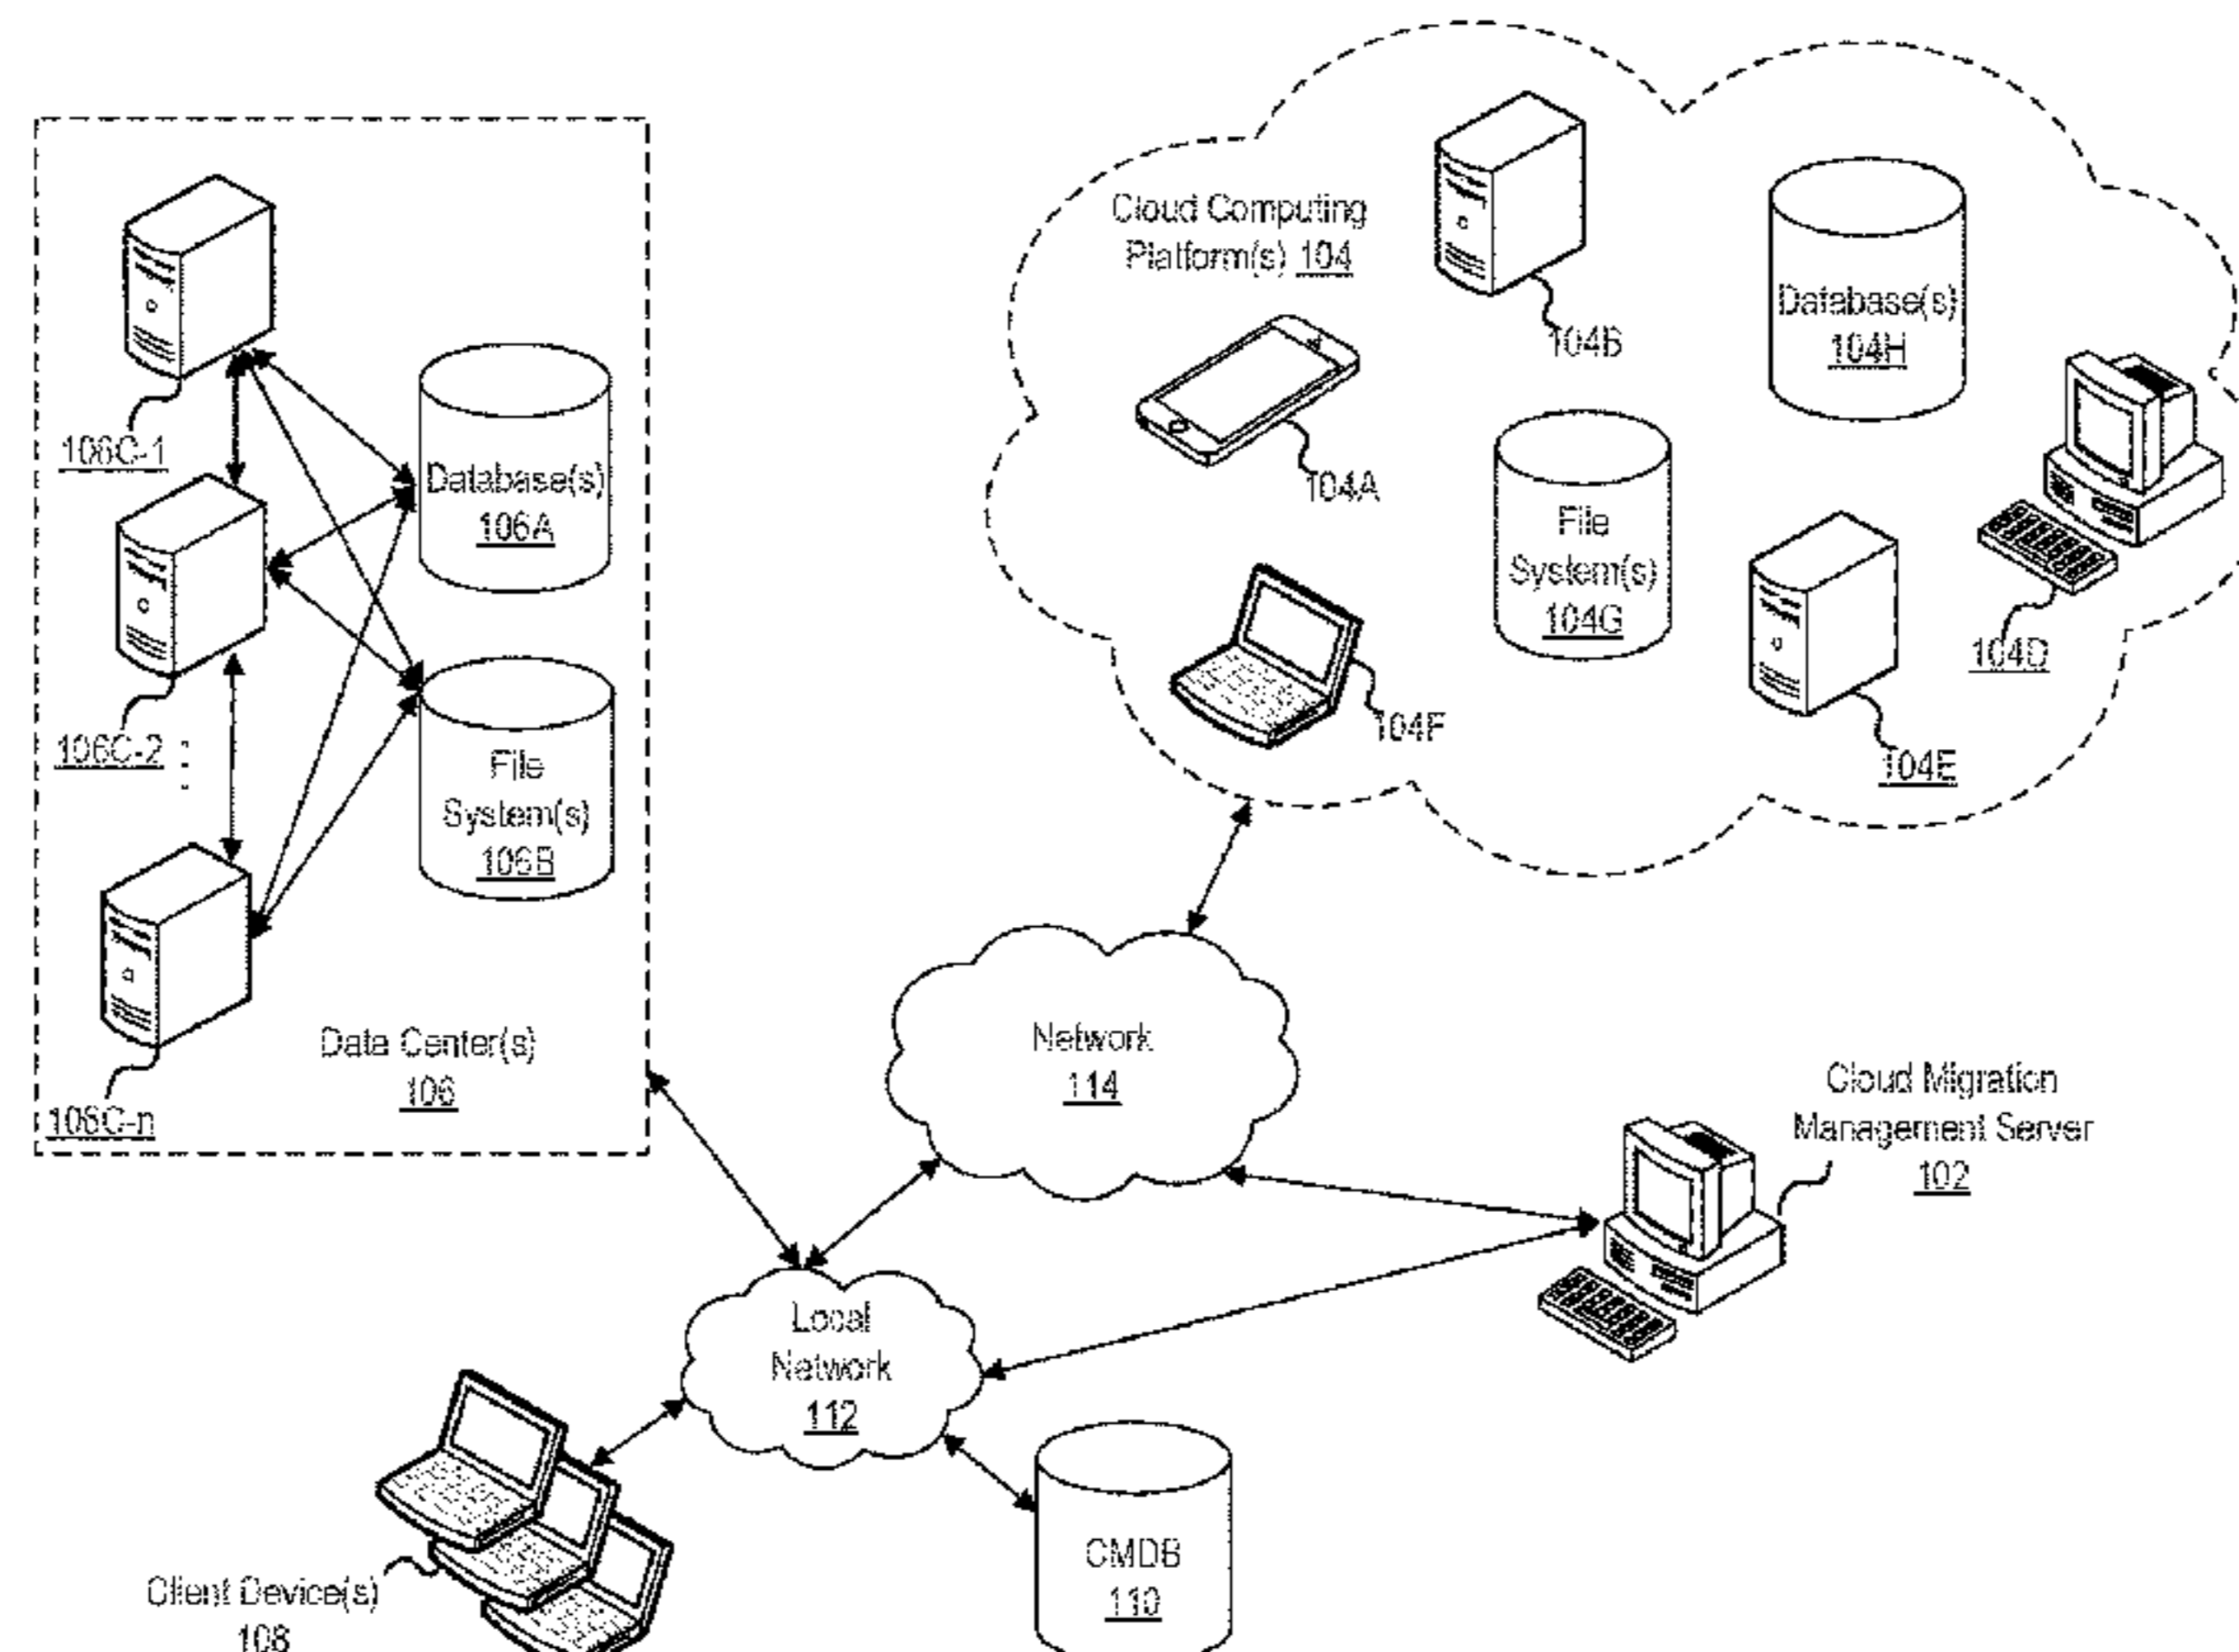 Cloud Computing
Platform(s) 104
104B
Database(s)
104H
104A
File
System(s)
104G
104D
104F
104E
106C-1
Database(s)
106A
106C-2
File
System(s)
106B
106C-n
Data Center(s)
106
Network
114
Cloud Migration
Management Server
102
Local
Network
112
CMDB
110
Client Device(s)
108